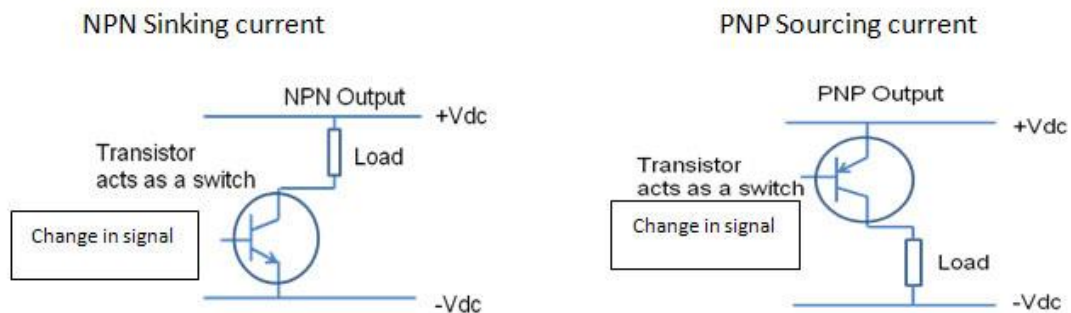 NPN Sinking current
NPN Output
+Vdc
Transistor
acts as a switch
Load
Change in signal
-Vdc
PNP Sourcing current
PNP Output
+Vdc
Transistor
acts as a switch
Change in signal
Load
-Vdc